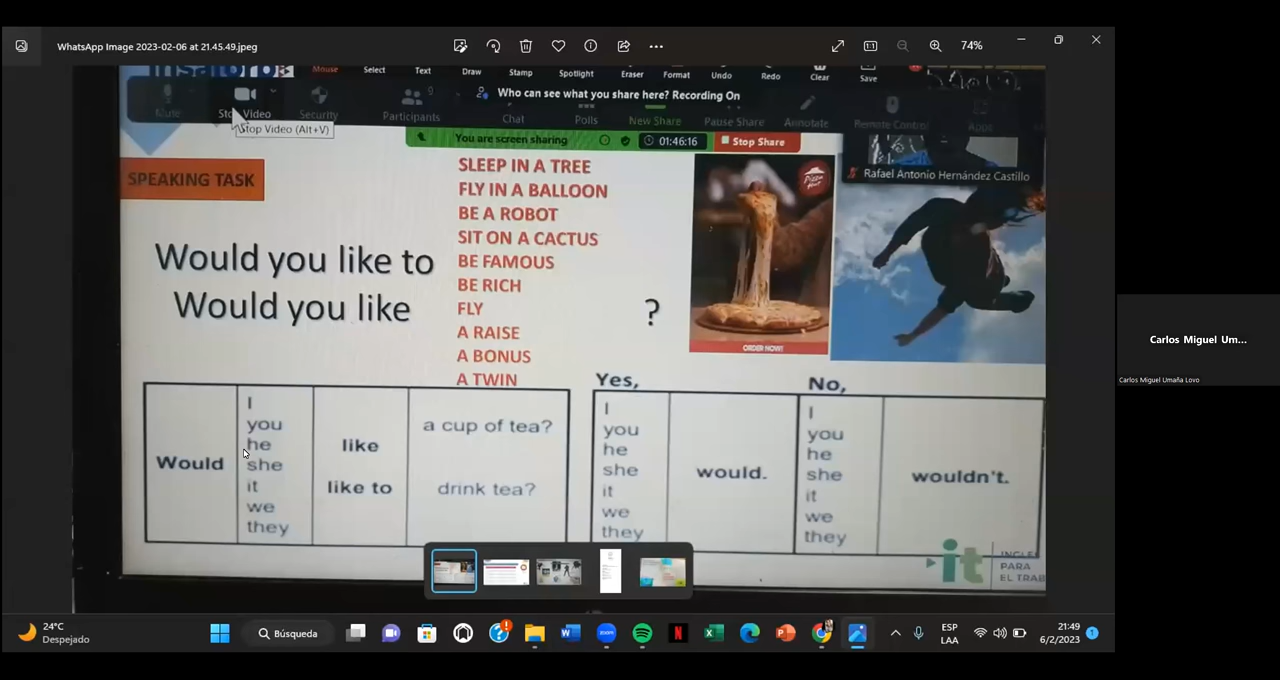 WhatsApp Image 2023-02-06 at 21.45.49.jpeg
74%
Mouse Select Text Draw Stamp Spotlight Eraser Format Undo Redo Clear Save
Who can see what you share here? Recording On
Mute Stop Video Security Participants 9 Chat Polls New Share Pause Share Annotate Remote Control Apps
Stop Video (Alt+V)
You are screen sharing 01:46:16 Stop Share
Rafael Antonio Hernández Castillo
SPEAKING TASK
Would you like to
Would you like
SLEEP IN A TREE
FLY IN A BALLOON
BE A ROBOT
SIT ON A CACTUS
BE FAMOUS
BE RICH
FLY
A RAISE
A BONUS
A TWIN
?
Pizza Hut
ORDER NOW!
Would
I
you
he
she
it
we
they
like
like to
a cup of tea?
drink tea?
Yes,
I
you
he
she
it
we
they
would.
No,
I
you
he
she
it
we
they
wouldn't.
it
INGLES
PARA
EL TRAB
Carlos Miguel Um...
Carlos Miguel Umaña Lovo
24°C
Despejado
Búsqueda
ESP
LAA
21:49
6/2/2023
1